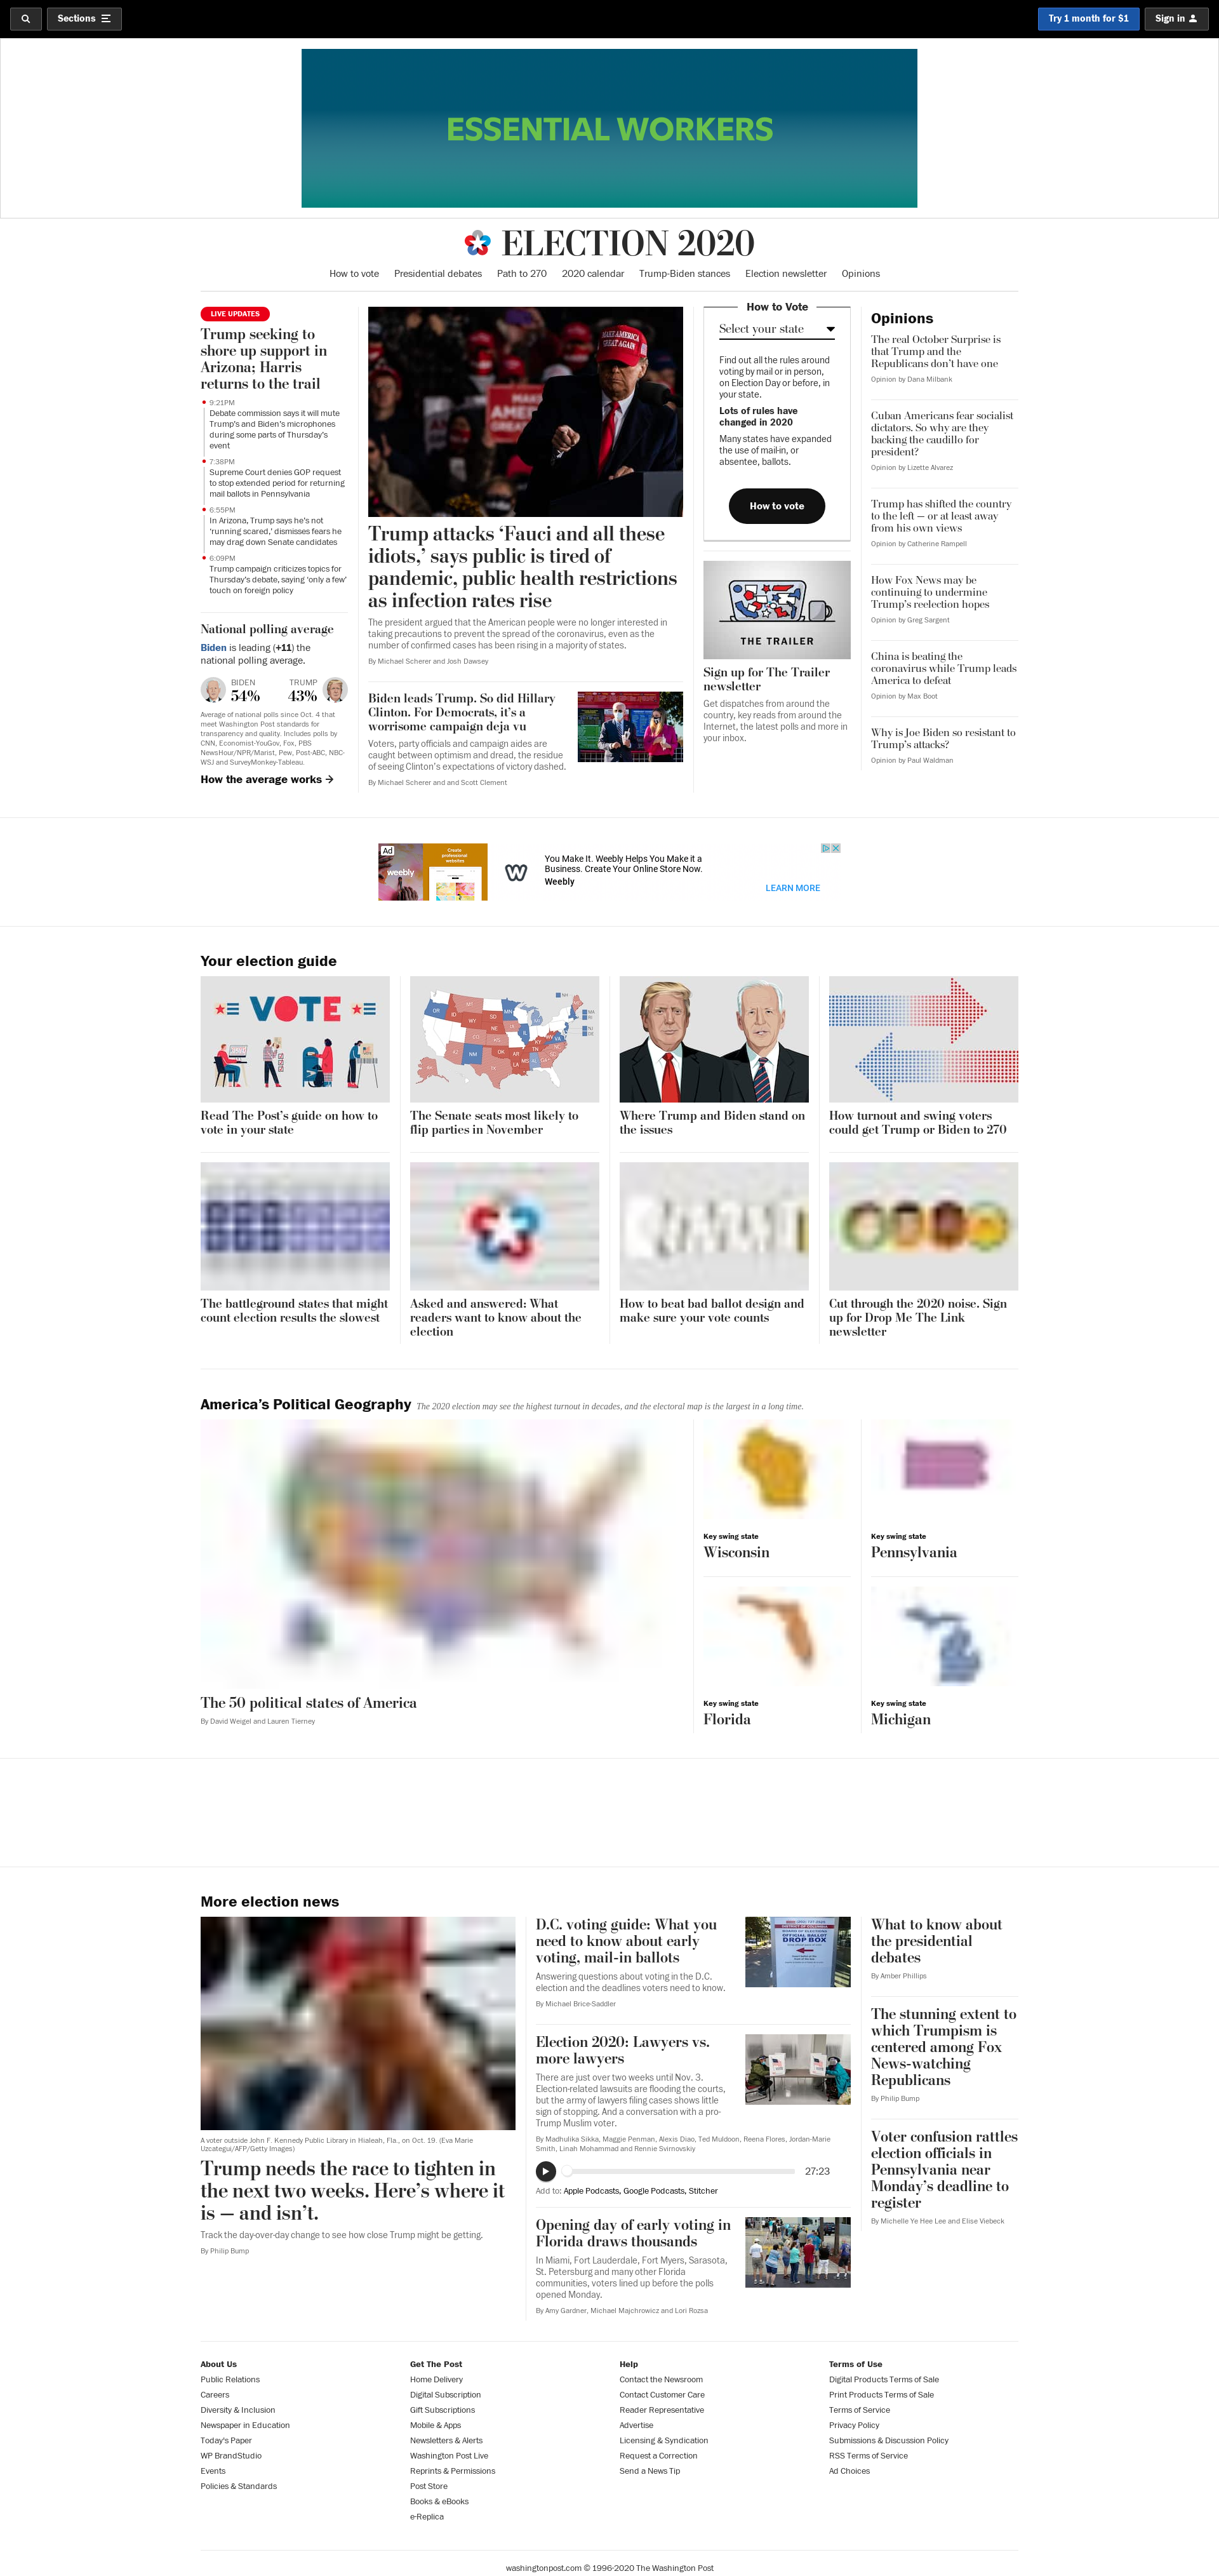 Sections
Try 1 month for $1
Sign in
ESSENTIAL WORKERS
ELECTION 2020
How to vote
Presidential debates
Path to 270
2020 calendar
Trump-Biden stances
Election newsletter
Opinions
LIVE UPDATES
Trump seeking to
shore up support in
Arizona; Harris
returns to the trail
9:21PM
Debate commission says it will mute
Trump's and Biden's microphones
during some parts of Thursday's
event
7:38PM
Supreme Court denies GOP request
to stop extended period for returning
mail ballots in Pennsylvania
6:55PM
In Arizona, Trump says he's not
'running scared,' dismisses fears he
may drag down Senate candidates
6:09PM
Trump campaign criticizes topics for
Thursday's debate, saying 'only a few'
touch on foreign policy
National polling average
Biden is leading (+11) the
national polling average.
BIDEN
54%
TRUMP
43%
Average of national polls since Oct. 4 that
meet Washington Post standards for
transparency and quality. Includes polls by
CNN, Economist-YouGov, Fox, PBS
NewsHour/NPR/Marist, Pew, Post-ABC, NBC-
WSJ and SurveyMonkey-Tableau.
How the average works →
MAKE AMERICA
GREAT AGAIN
Trump attacks 'Fauci and all these
idiots,' says public is tired of
pandemic, public health restrictions
as infection rates rise
The president argued that the American people were no longer interested in
taking precautions to prevent the spread of the coronavirus, even as the
number of confirmed cases has been rising in a majority of states.
By Michael Scherer and Josh Dawsey
Biden leads Trump. So did Hillary
Clinton. For Democrats, it's a
worrisome campaign deja vu
Voters, party officials and campaign aides are
caught between optimism and dread, the residue
of seeing Clinton's expectations of victory dashed.
By Michael Scherer and and Scott Clement
How to Vote
Select your state
Find out all the rules around
voting by mail or in person,
on Election Day or before, in
your state.
Lots of rules have
changed in 2020
Many states have expanded
the use of mail-in, or
absentee, ballots.
How to vote
THE TRAILER
Sign up for The Trailer
newsletter
Get dispatches from around the
country, key reads from around the
Internet, the latest polls and more in
your inbox.
Opinions
The real October Surprise is
that Trump and the
Republicans don't have one
Opinion by Dana Milbank
Cuban Americans fear socialist
dictators. So why are they
backing the caudillo for
president?
Opinion by Lizette Alvarez
Trump has shifted the country
to the left — or at least away
from his own views
Opinion by Catherine Rampell
How Fox News may be
continuing to undermine
Trump's reelection hopes
Opinion by Greg Sargent
China is beating the
coronavirus while Trump leads
America to defeat
Opinion by Max Boot
Why is Joe Biden so resistant to
Trump's attacks?
Opinion by Paul Waldman
Ad
weebly
Create
professional
websites
You Make It. Weebly Helps You Make it a
Business. Create Your Online Store Now.
Weebly
LEARN MORE
Your election guide
VOTE
Read The Post's guide on how to
vote in your state
The Senate seats most likely to
flip parties in November
Where Trump and Biden stand on
the issues
How turnout and swing voters
could get Trump or Biden to 270
The battleground states that might
count election results the slowest
Asked and answered: What
readers want to know about the
election
How to beat bad ballot design and
make sure your vote counts
Cut through the 2020 noise. Sign
up for Drop Me The Link
newsletter
America's Political Geography
The 2020 election may see the highest turnout in decades, and the electoral map is the largest in a long time.
The 50 political states of America
By David Weigel and Lauren Tierney
Key swing state
Wisconsin
Key swing state
Pennsylvania
Key swing state
Florida
Key swing state
Michigan
More election news
A voter outside John F. Kennedy Public Library in Hialeah, Fla., on Oct. 19. (Eva Marie
Uzcategui/AFP/Getty Images)
Trump needs the race to tighten in
the next two weeks. Here's where it
is — and isn't.
Track the day-over-day change to see how close Trump might be getting.
By Philip Bump
D.C. voting guide: What you
need to know about early
voting, mail-in ballots
Answering questions about voting in the D.C.
election and the deadlines voters need to know.
By Michael Brice-Saddler
OFFICIAL BALLOT
DROP BOX
Election 2020: Lawyers vs.
more lawyers
There are just over two weeks until Nov. 3.
Election-related lawsuits are flooding the courts,
but the army of lawyers filing cases shows little
sign of stopping. And a conversation with a pro-
Trump Muslim voter.
By Madhulika Sikka, Maggie Penman, Alexis Diao, Ted Muldoon, Reena Flores, Jordan-Marie
Smith, Linah Mohammad and Rennie Svirnovskiy
27:23
Add to: Apple Podcasts, Google Podcasts, Stitcher
Opening day of early voting in
Florida draws thousands
In Miami, Fort Lauderdale, Fort Myers, Sarasota,
St. Petersburg and many other Florida
communities, voters lined up before the polls
opened Monday.
By Amy Gardner, Michael Majchrowicz and Lori Rozsa
What to know about
the presidential
debates
By Amber Phillips
The stunning extent to
which Trumpism is
centered among Fox
News-watching
Republicans
By Philip Bump
Voter confusion rattles
election officials in
Pennsylvania near
Monday's deadline to
register
By Michelle Ye Hee Lee and Elise Viebeck
About Us
Public Relations
Careers
Diversity & Inclusion
Newspaper in Education
Today's Paper
WP BrandStudio
Events
Policies & Standards
Get The Post
Home Delivery
Digital Subscription
Gift Subscriptions
Mobile & Apps
Newsletters & Alerts
Washington Post Live
Reprints & Permissions
Post Store
Books & eBooks
e-Replica
Help
Contact the Newsroom
Contact Customer Care
Reader Representative
Advertise
Licensing & Syndication
Request a Correction
Send a News Tip
Terms of Use
Digital Products Terms of Sale
Print Products Terms of Sale
Terms of Service
Privacy Policy
Submissions & Discussion Policy
RSS Terms of Service
Ad Choices
washingtonpost.com © 1996-2020 The Washington Post